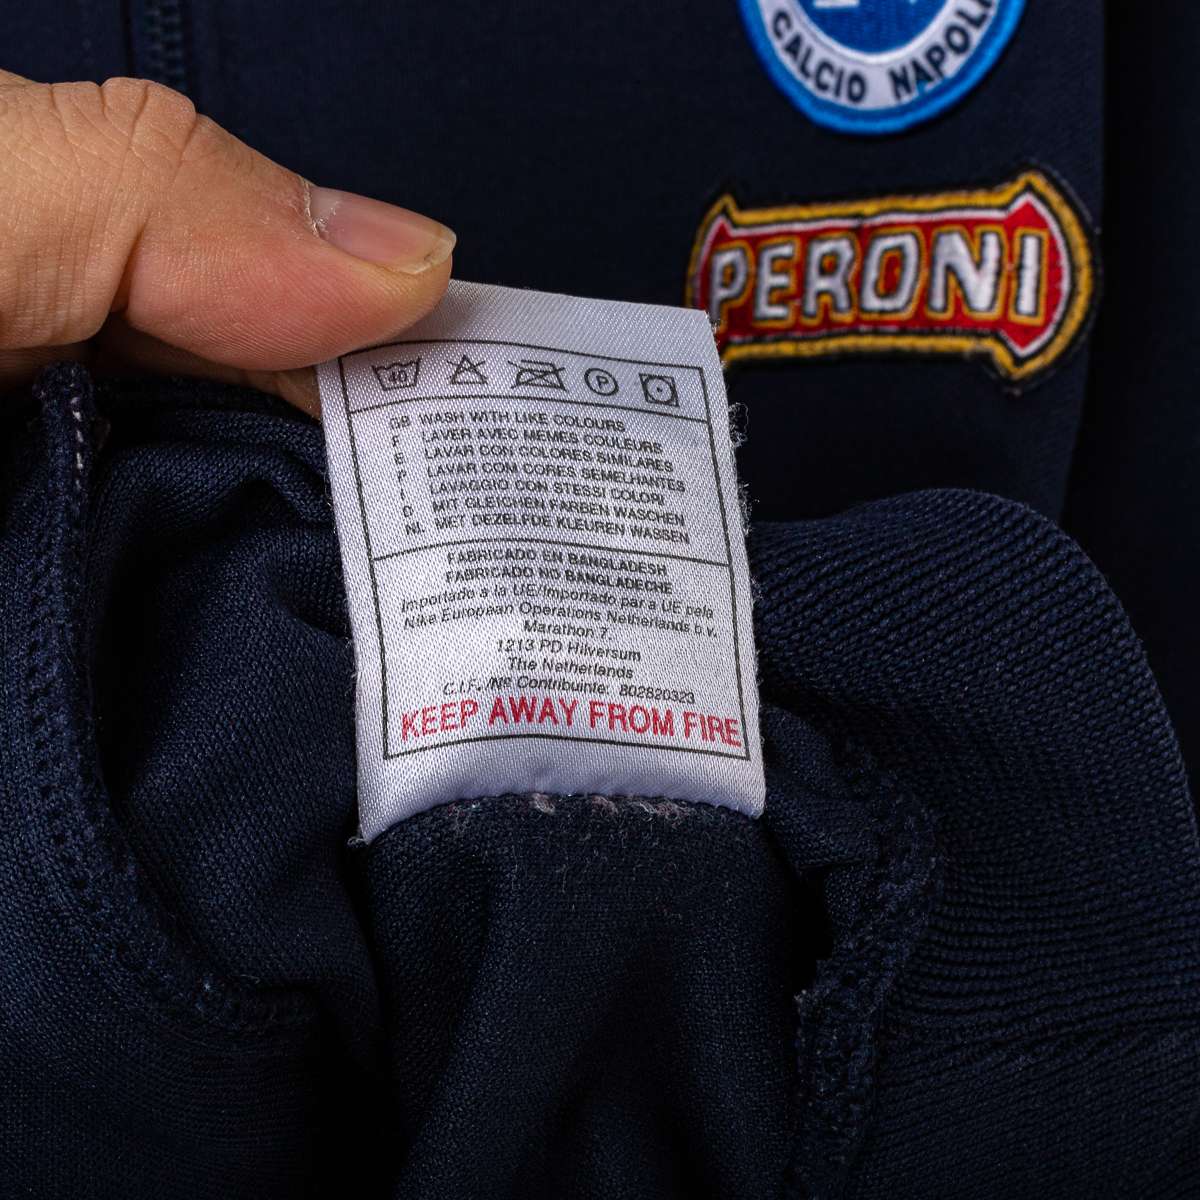 CALCIO NAPOLI
PERONI
40
P
GB WASH WITH LIKE COLOURS
F LAVER AVEC MEMES COULEURS
E LAVAR CON COLORES SIMILARES
P LAVAR COM CORES SEMELHANTES
I LAVAGGIO CON STESSI COLORI
D MIT GLEICHEN FARBEN WASCHEN
NL MET DEZELFDE KLEUREN WASSEN
FABRICADO EN BANGLADESH
FABRICADO NO BANGLADECHE
Importado a la UE/Importado par a UE pela
Nike European Operations Netherlands b.v.
Marathon 7.
1213 PD Hilversum
The Netherlands
C.I.F./Nº Contribuinte: 802820323
KEEP AWAY FROM FIRE